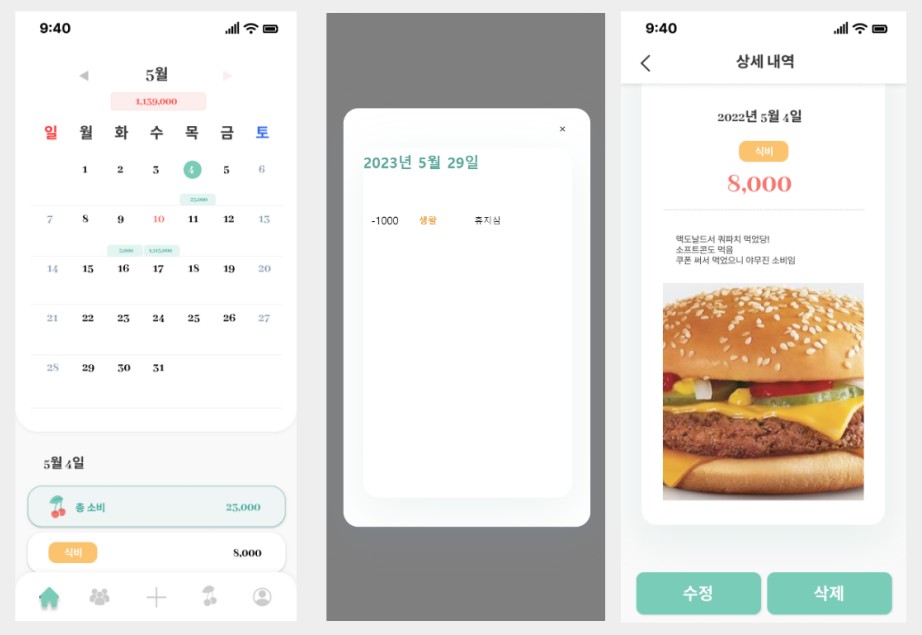 9:40
5월
1,139,000
일 월 화 수 목 금 토
1 2 3 4 5 6
23,000
7 8 9 10 11 12 13
3,000 1,113,000
14 15 16 17 18 19 20
21 22 23 24 25 26 27
28 29 30 31
5월 4일
총 소비 23,000
식비 8,000
×
2023년 5월 29일
-1000 생활 휴지삼
9:40
상세 내역
2022년 5월 4일
식비
8,000
맥도날드서 쿼파치 먹었당!
소프트콘도 먹음
쿠폰 써서 먹었으니 야무진 소비임
수정 삭제